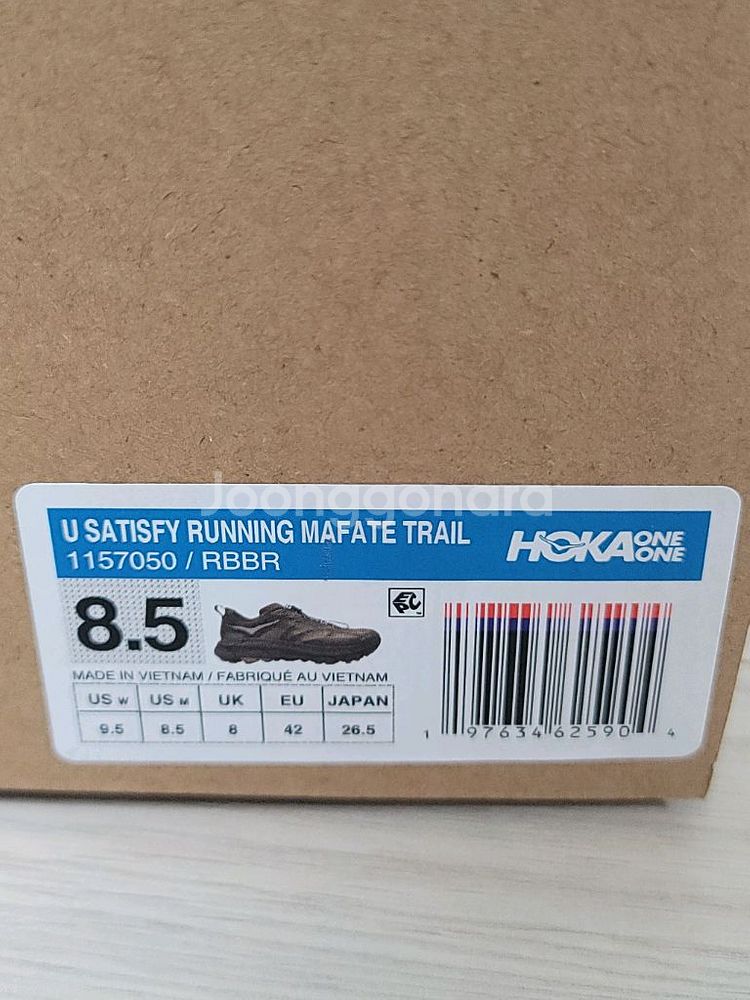 Joonggonara
U SATISFY RUNNING MAFATE TRAIL
1157050 / RBBR
HOKA ONE ONE
8.5
MADE IN VIETNAM / FABRIQUÉ AU VIETNAM
US W US M UK EU JAPAN
9.5 8.5 8 42 26.5
1 97634 62590 4